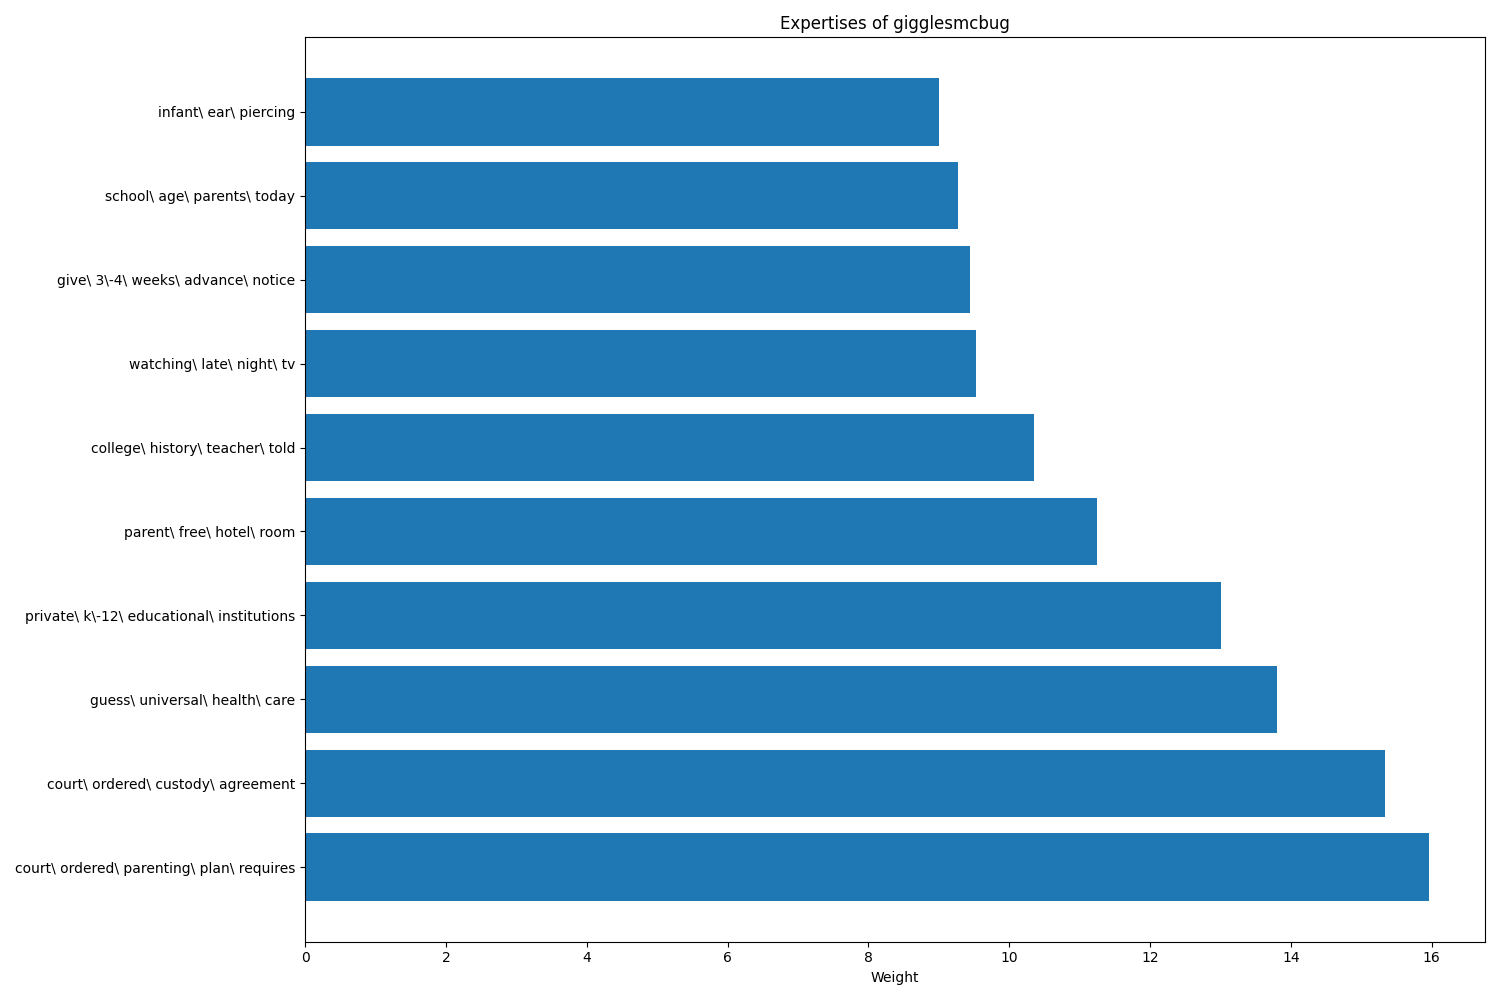 Expertises of gigglesmcbug
infant\ ear\ piercing
school\ age\ parents\ today
give\ 3\-4\ weeks\ advance\ notice
watching\ late\ night\ tv
college\ history\ teacher\ told
parent\ free\ hotel\ room
private\ k\-12\ educational\ institutions
guess\ universal\ health\ care
court\ ordered\ custody\ agreement
court\ ordered\ parenting\ plan\ requires
0 2 4 6 8 10 12 14 16
Weight